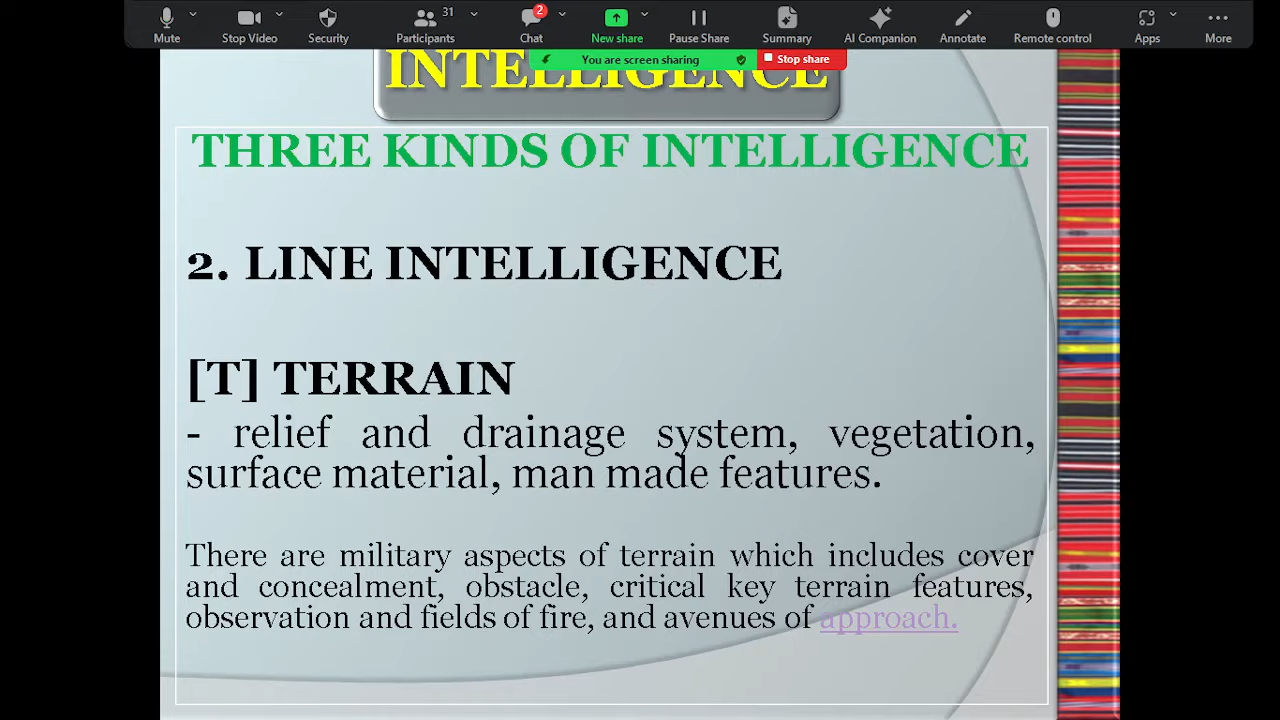 31
2
Mute
Stop Video
Security
Participants
Chat
New share
Pause Share
Summary
AI Companion
Annotate
Remote control
Apps
More
You are screen sharing
Stop share
INTELLIGENCE
THREE KINDS OF INTELLIGENCE
2. LINE INTELLIGENCE
[T] TERRAIN
- relief and drainage system, vegetation,
surface material, man made features.
There are military aspects of terrain which includes cover
and concealment, obstacle, critical key terrain features,
observation and fields of fire, and avenues of approach.